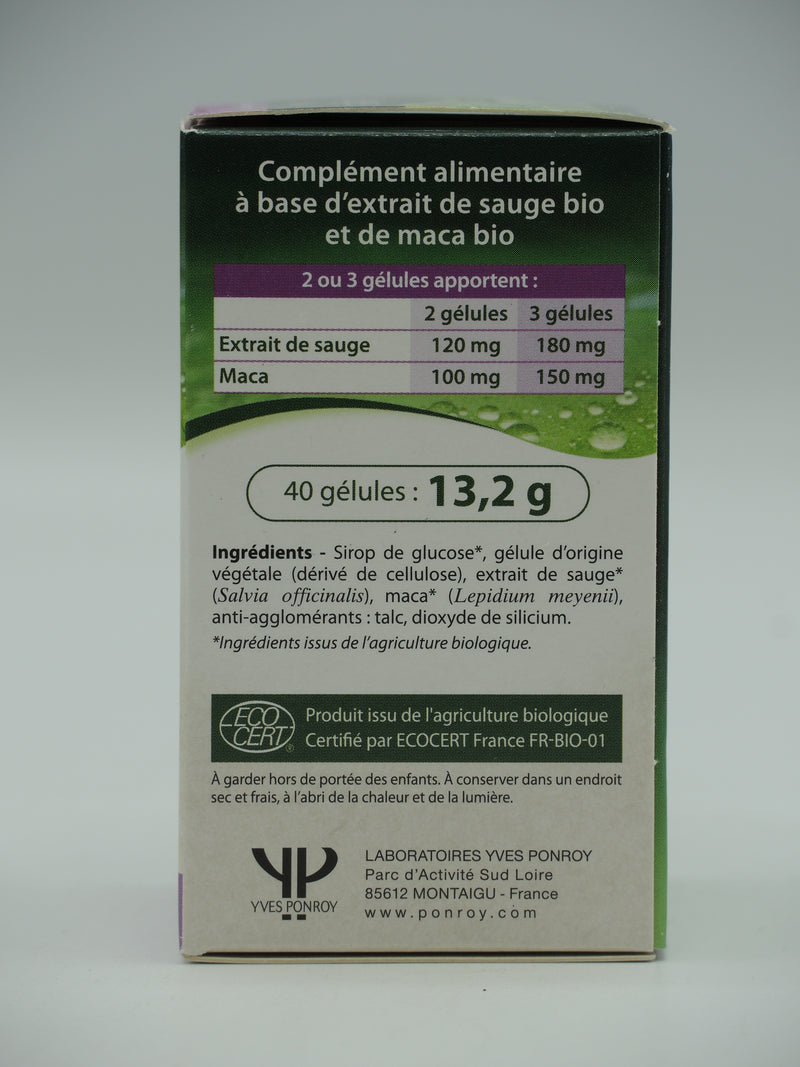 Complément alimentaire
à base d'extrait de sauge bio
et de maca bio
2 ou 3 gélules apportent :
2 gélules 3 gélules
Extrait de sauge 120 mg 180 mg
Maca 100 mg 150 mg
40 gélules : 13,2 g
Ingrédients - Sirop de glucose*, gélule d'origine
végétale (dérivé de cellulose), extrait de sauge*
(Salvia officinalis), maca* (Lepidium meyenii),
anti-agglomérants : talc, dioxyde de silicium.
*Ingrédients issus de l'agriculture biologique.
ECO
CERT®
Produit issu de l'agriculture biologique
Certifié par ECOCERT France FR-BIO-01
À garder hors de portée des enfants. À conserver dans un endroit
sec et frais, à l'abri de la chaleur et de la lumière.
YVES PONROY
LABORATOIRES YVES PONROY
Parc d'Activité Sud Loire
85612 MONTAIGU - France
www.ponroy.com